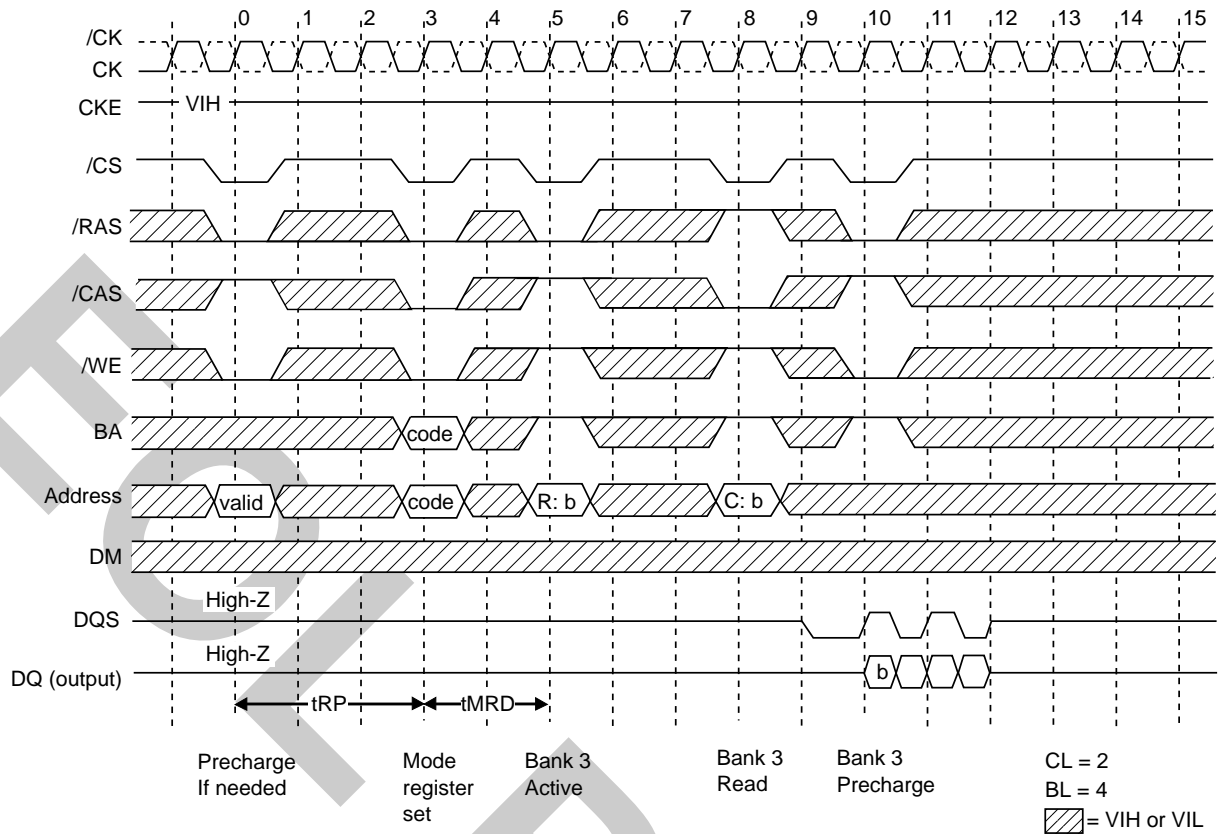 0 1 2 3 4 5 6 7 8 9 10 11 12 13 14 15
/CK
CK
CKE VIH
/CS
/RAS
/CAS
/WE
BA code
Address valid code R: b C: b
DM
High-Z
DQS
High-Z
DQ (output) b
tRP tMRD
Precharge
If needed
Mode
register
set
Bank 3
Active
Bank 3
Read
Bank 3
Precharge
CL = 2
BL = 4
= VIH or VIL